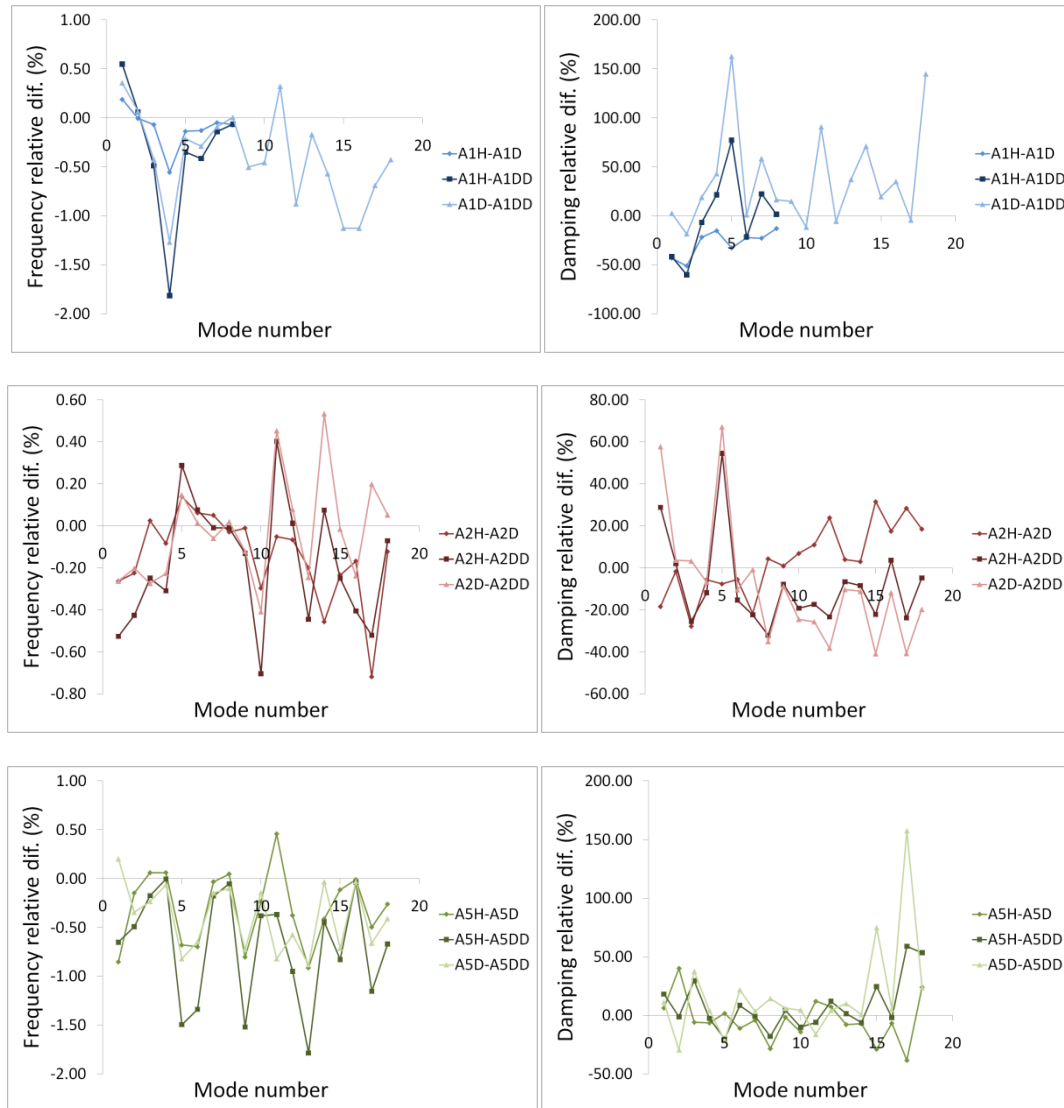 1.00
0.50
0.00
-0.50
-1.00
-1.50
-2.00
Frequency relative dif. (%)
0 5 10 15 20
Mode number
A1H-A1D
A1H-A1DD
A1D-A1DD
200.00
150.00
100.00
50.00
0.00
-50.00
-100.00
Damping relative dif. (%)
0 5 10 15 20
Mode number
A1H-A1D
A1H-A1DD
A1D-A1DD
0.60
0.40
0.20
0.00
-0.20
-0.40
-0.60
-0.80
Frequency relative dif. (%)
0 5 10 15 20
Mode number
A2H-A2D
A2H-A2DD
A2D-A2DD
80.00
60.00
40.00
20.00
0.00
-20.00
-40.00
-60.00
Damping relative dif. (%)
0 5 10 15 20
Mode number
A2H-A2D
A2H-A2DD
A2D-A2DD
1.00
0.50
0.00
-0.50
-1.00
-1.50
-2.00
Frequency relative dif. (%)
0 5 10 15 20
Mode number
A5H-A5D
A5H-A5DD
A5D-A5DD
200.00
150.00
100.00
50.00
0.00
-50.00
Damping relative dif. (%)
0 5 10 15 20
Mode number
A5H-A5D
A5H-A5DD
A5D-A5DD